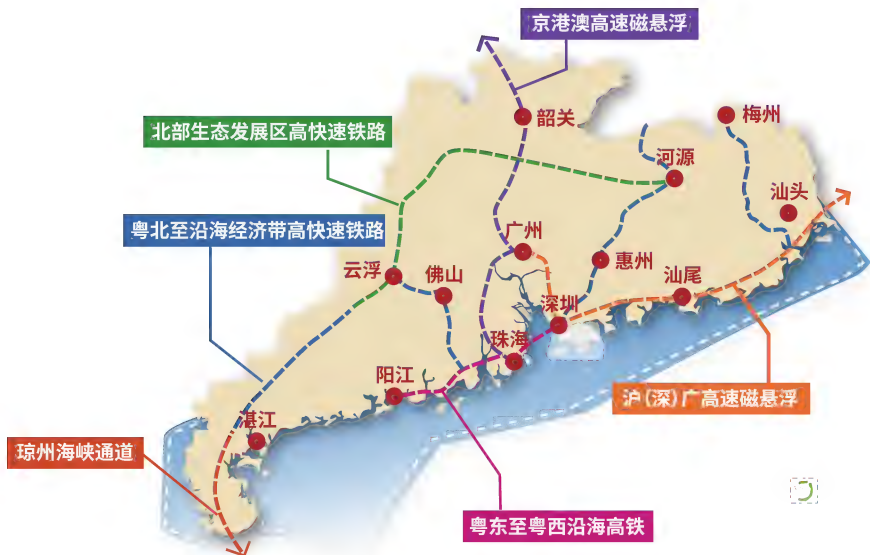 京港澳高速磁悬浮
韶关
梅州
北部生态发展区高快速铁路
河源
汕头
粤北至沿海经济带高快速铁路
广州
云浮
佛山
惠州
汕尾
深圳
珠海
阳江
沪(深)广高速磁悬浮
湛江
琼州海峡通道
粤东至粤西沿海高铁